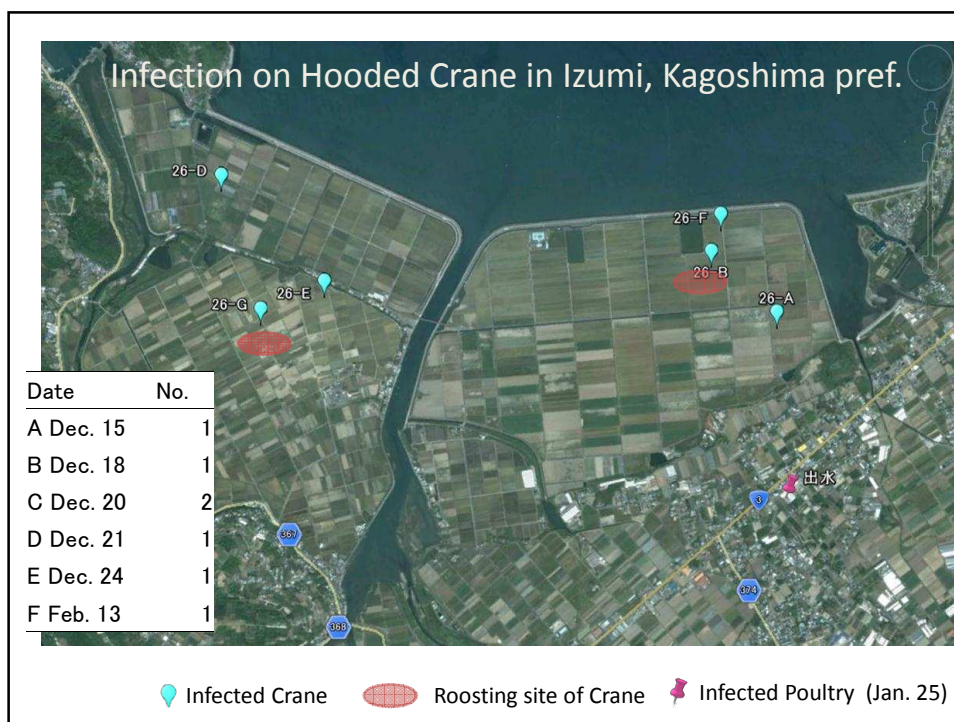 Infection on Hooded Crane in Izumi, Kagoshima pref.
26-D
26-F
26-B
26-E
26-G
26-A
Date No.
A Dec. 15 1
B Dec. 18 1
C Dec. 20 2
D Dec. 21 1
E Dec. 24 1
F Feb. 13 1
出水
3
367
374
368
Infected Crane Roosting site of Crane Infected Poultry (Jan. 25)